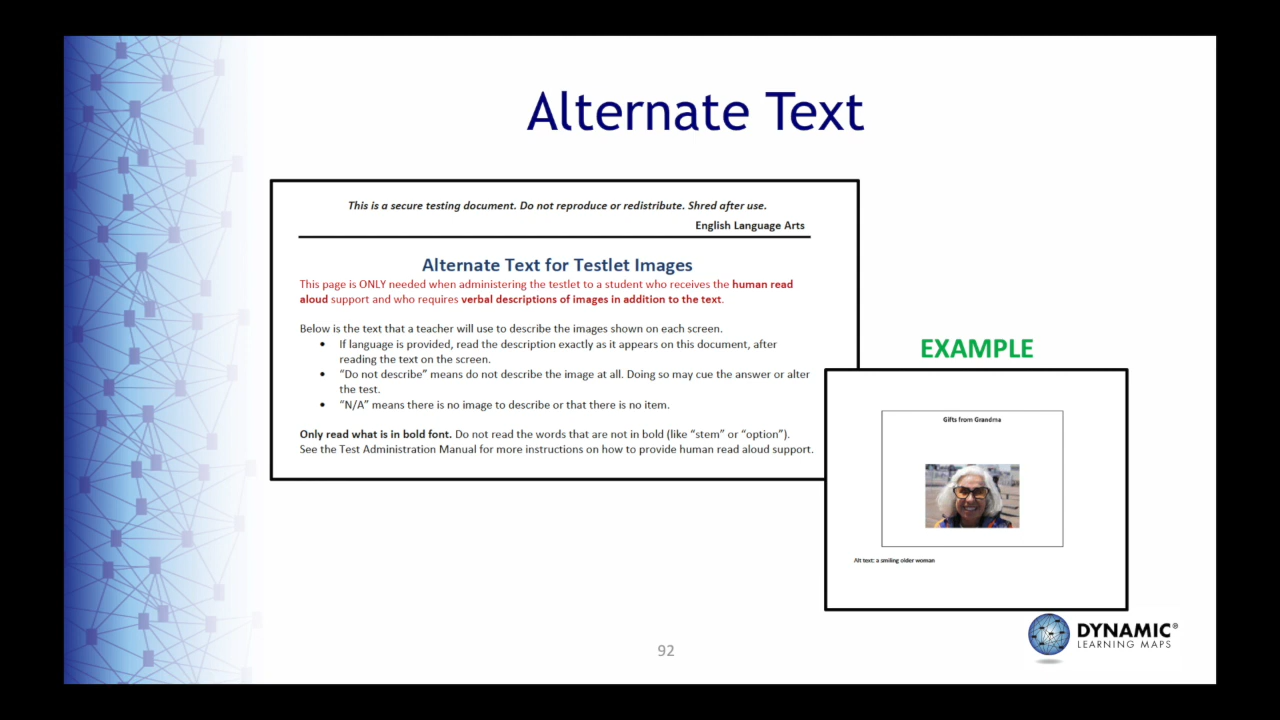 Alternate Text
This is a secure testing document. Do not reproduce or redistribute. Shred after use.
English Language Arts
Alternate Text for Testlet Images
This page is ONLY needed when administering the testlet to a student who receives the human read
aloud support and who requires verbal descriptions of images in addition to the text.
Below is the text that a teacher will use to describe the images shown on each screen.
• If language is provided, read the description exactly as it appears on this document, after
reading the text on the screen.
• “Do not describe” means do not describe the image at all. Doing so may cue the answer or alter
the test.
• “N/A” means there is no image to describe or that there is no item.
Only read what is in bold font. Do not read the words that are not in bold (like “stem” or “option”).
See the Test Administration Manual for more instructions on how to provide human read aloud support.
EXAMPLE
Gifts from Grandma
Alt text: a smiling older woman
92
DYNAMIC®
LEARNING MAPS